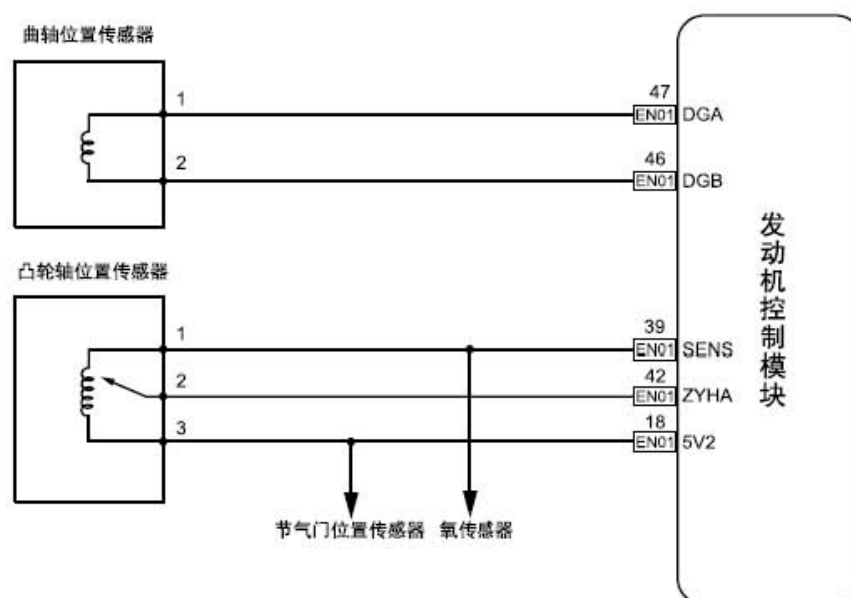 曲轴位置传感器
1
47
EN01 DGA
2
46
EN01 DGB
凸轮轴位置传感器
1
39
EN01 SENS
2
42
EN01 ZYHA
3
18
EN01 5V2
节气门位置传感器
氧传感器
发动机控制模块